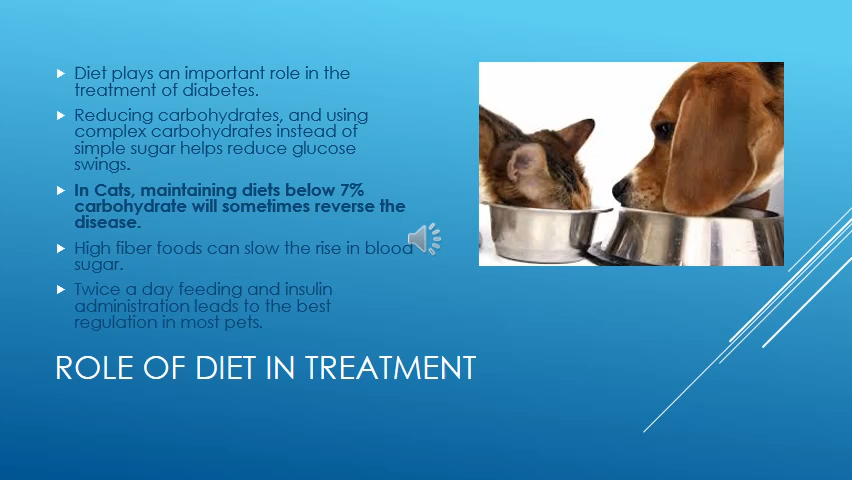 Diet plays an important role in the
treatment of diabetes.
Reducing carbohydrates, and using
complex carbohydrates instead of
simple sugar helps reduce glucose
swings.
In Cats, maintaining diets below 7%
carbohydrate will sometimes reverse the
disease.
High fiber foods can slow the rise in blood
sugar.
Twice a day feeding and insulin
administration leads to the best
regulation in most pets.
ROLE OF DIET IN TREATMENT